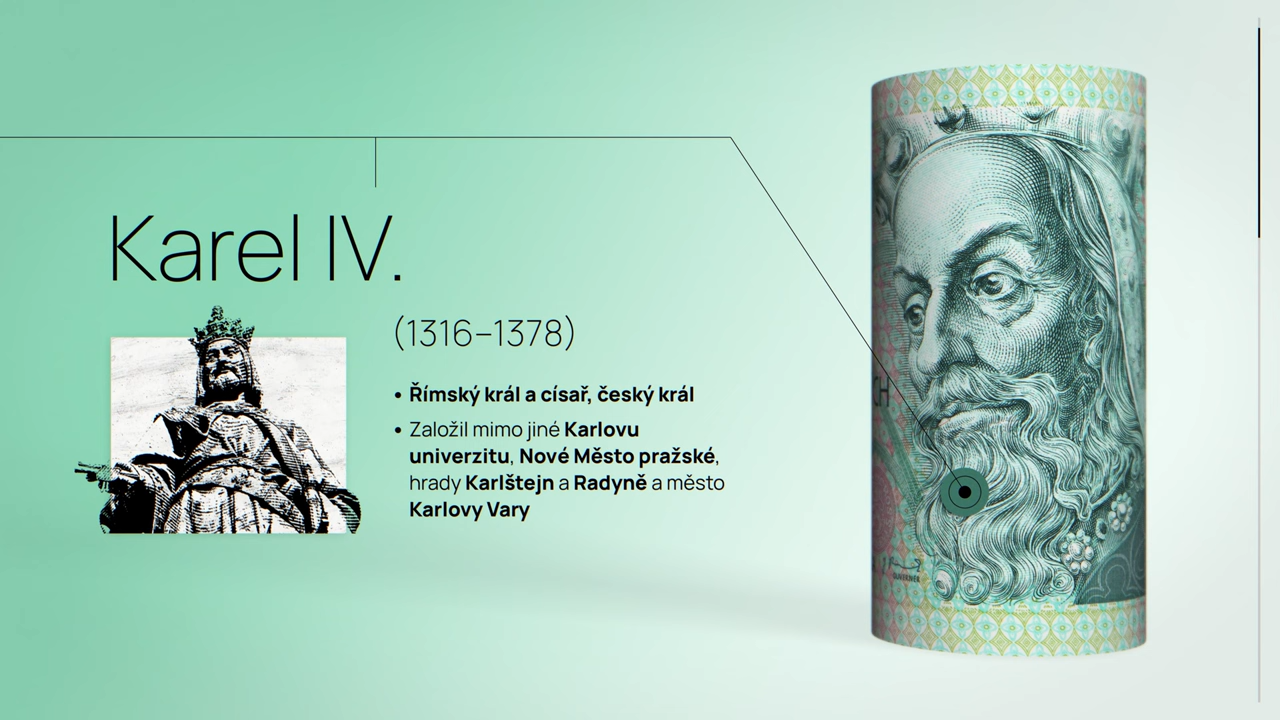 Karel IV.
(1316–1378)
• Římský král a císař, český král
• Založil mimo jiné Karlovu
univerzitu, Nové Město pražské,
hrady Karlštejn a Radyně a město
Karlovy Vary
CH